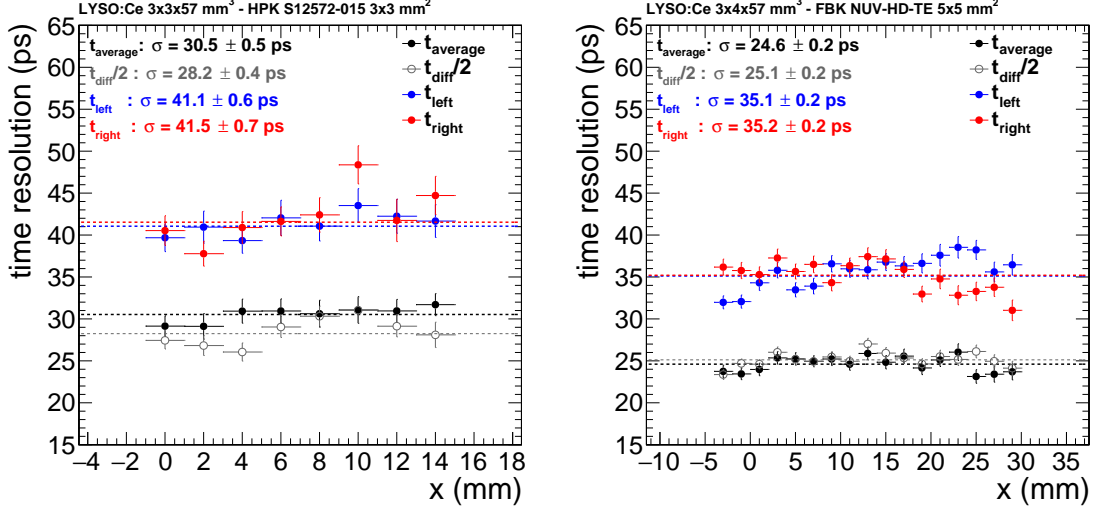 LYSO:Ce 3x3x57 mm³ - HPK S12572-015 3x3 mm²
time resolution (ps)
65
60
55
50
45
40
35
30
25
20
15
t_average: σ = 30.5 ± 0.5 ps
t_diff/2: σ = 28.2 ± 0.4 ps
t_left : σ = 41.1 ± 0.6 ps
t_right : σ = 41.5 ± 0.7 ps
t_average
t_diff/2
t_left
t_right
−4 −2 0 2 4 6 8 10 12 14 16 18
x (mm)
LYSO:Ce 3x4x57 mm³ - FBK NUV-HD-TE 5x5 mm²
time resolution (ps)
65
60
55
50
45
40
35
30
25
20
15
t_average: σ = 24.6 ± 0.2 ps
t_diff/2: σ = 25.1 ± 0.2 ps
t_left : σ = 35.1 ± 0.2 ps
t_right : σ = 35.2 ± 0.2 ps
t_average
t_diff/2
t_left
t_right
−10 −5 0 5 10 15 20 25 30 35
x (mm)